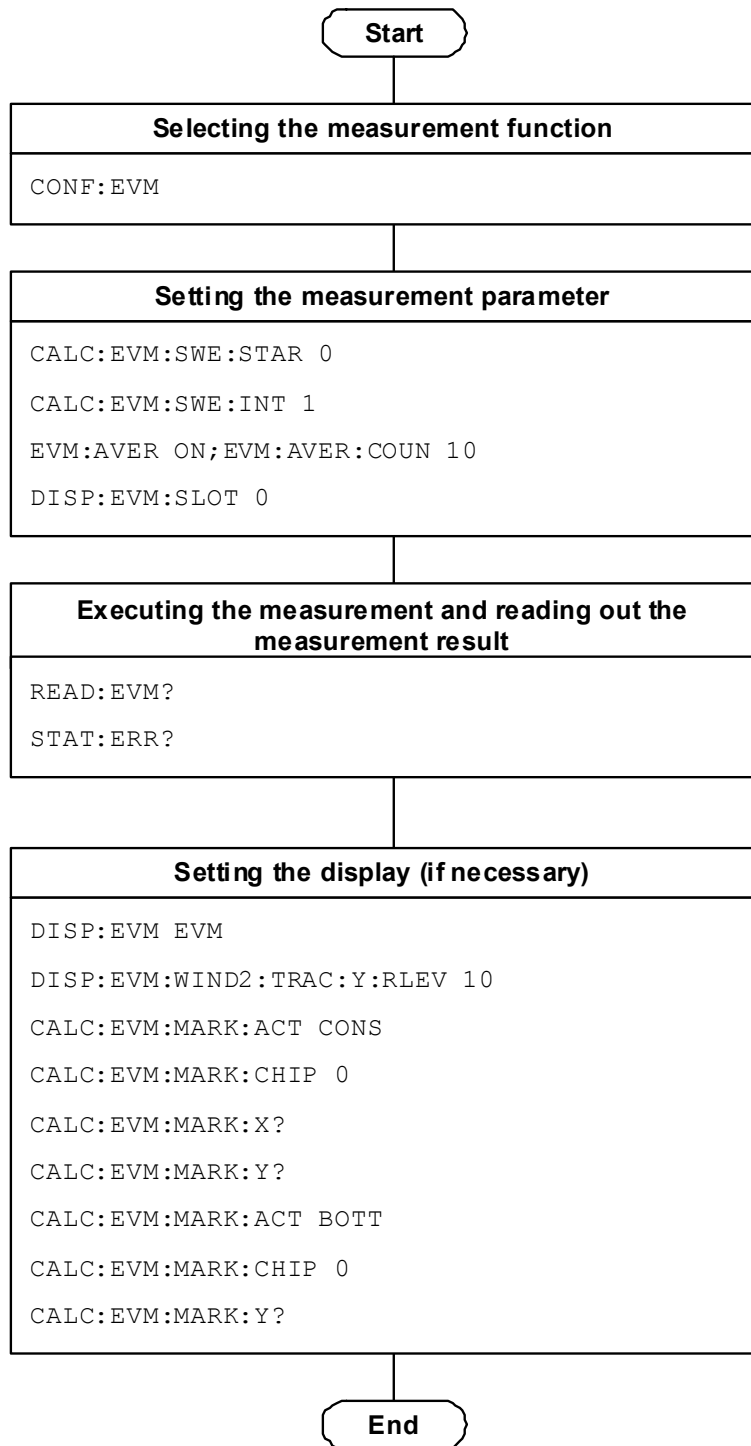 Start
Selecting the measurement function
CONF:EVM
Setting the measurement parameter
CALC:EVM:SWE:STAR 0
CALC:EVM:SWE:INT 1
EVM:AVER ON;EVM:AVER:COUN 10
DISP:EVM:SLOT 0
Executing the measurement and reading out the
measurement result
READ:EVM?
STAT:ERR?
Setting the display (if necessary)
DISP:EVM EVM
DISP:EVM:WIND2:TRAC:Y:RLEV 10
CALC:EVM:MARK:ACT CONS
CALC:EVM:MARK:CHIP 0
CALC:EVM:MARK:X?
CALC:EVM:MARK:Y?
CALC:EVM:MARK:ACT BOTT
CALC:EVM:MARK:CHIP 0
CALC:EVM:MARK:Y?
End